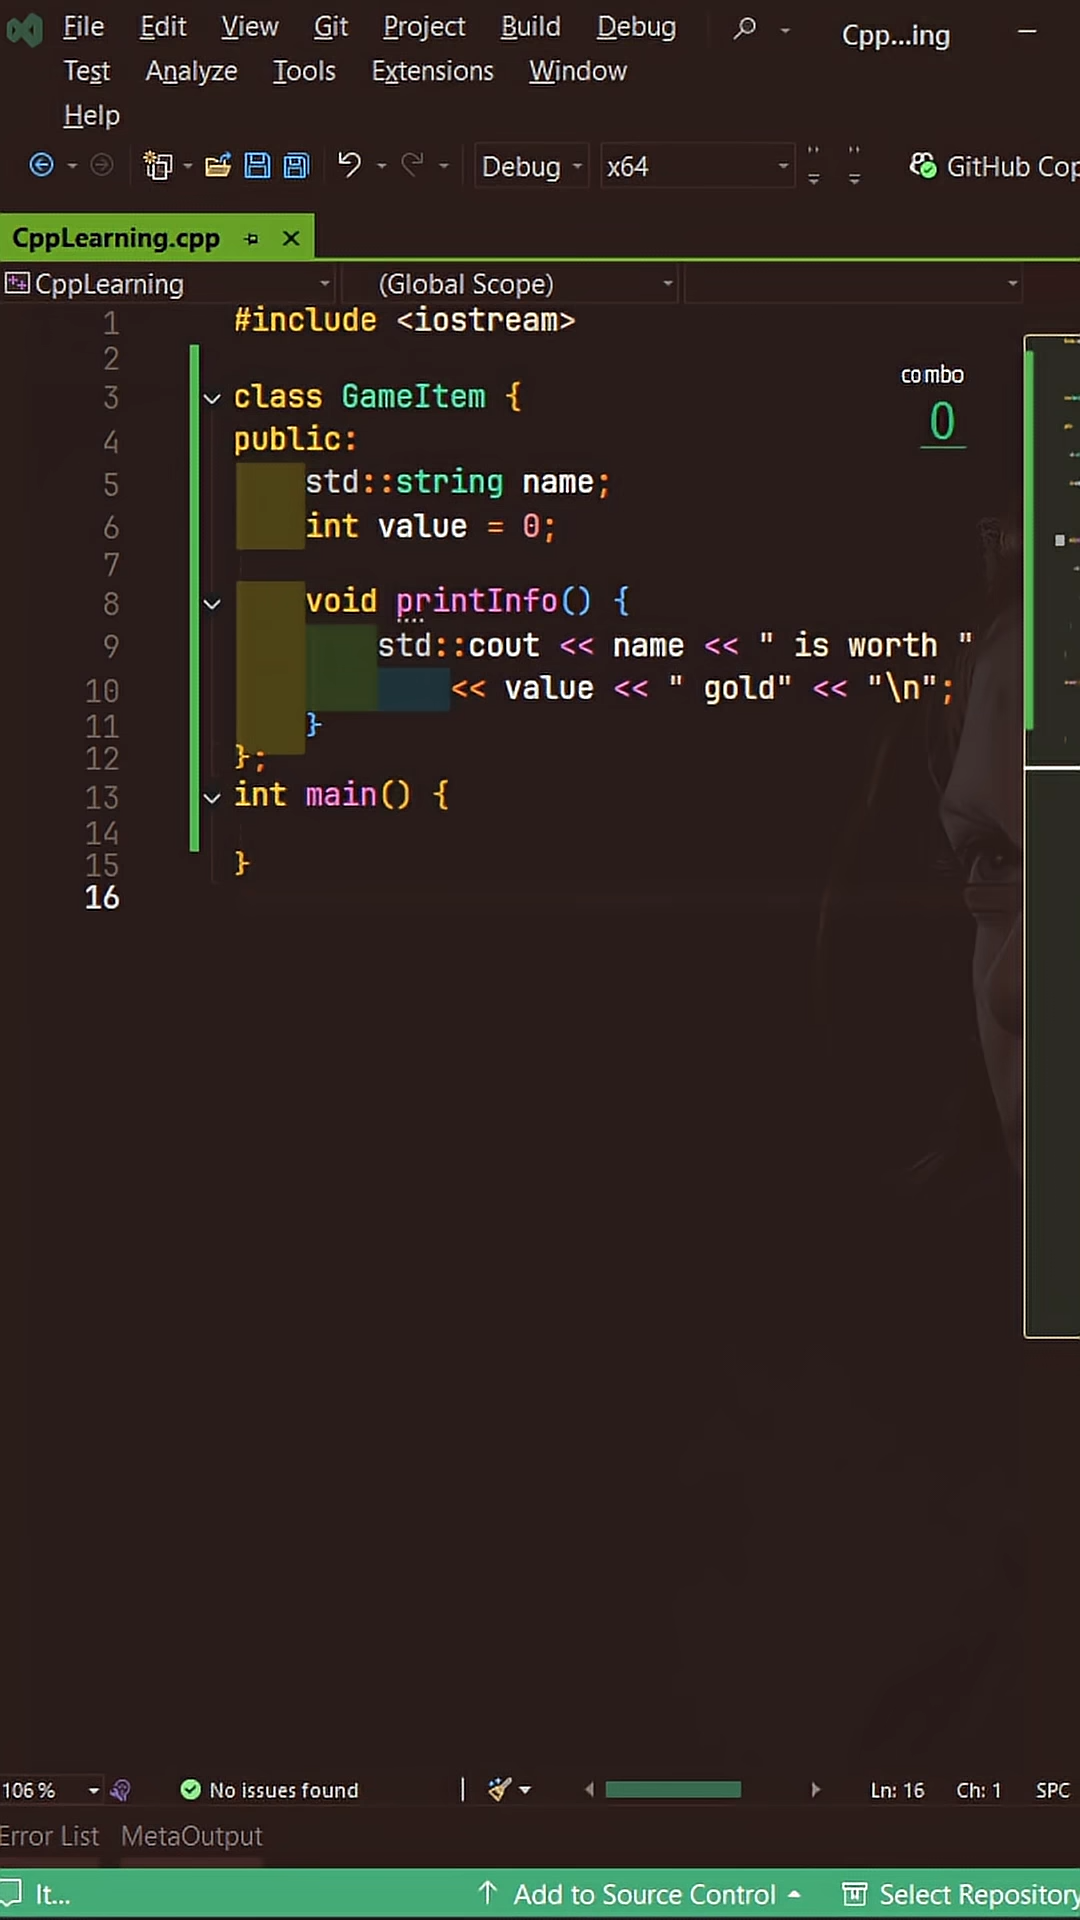 File Edit View Git Project Build Debug Cpp...ing
Test Analyze Tools Extensions Window
Help
Debug x64 GitHub Cop
CppLearning.cpp
CppLearning (Global Scope)
1 #include <iostream>
2
3 class GameItem {
4 public:
5 std::string name;
6 int value = 0;
7
8 void printInfo() {
9 std::cout << name << " is worth "
10 << value << " gold" << "\n";
11 }
12 };
13 int main() {
14
15 }
16
combo
0
106 % No issues found Ln: 16 Ch: 1 SPC
Error List MetaOutput
It... Add to Source Control Select Repository